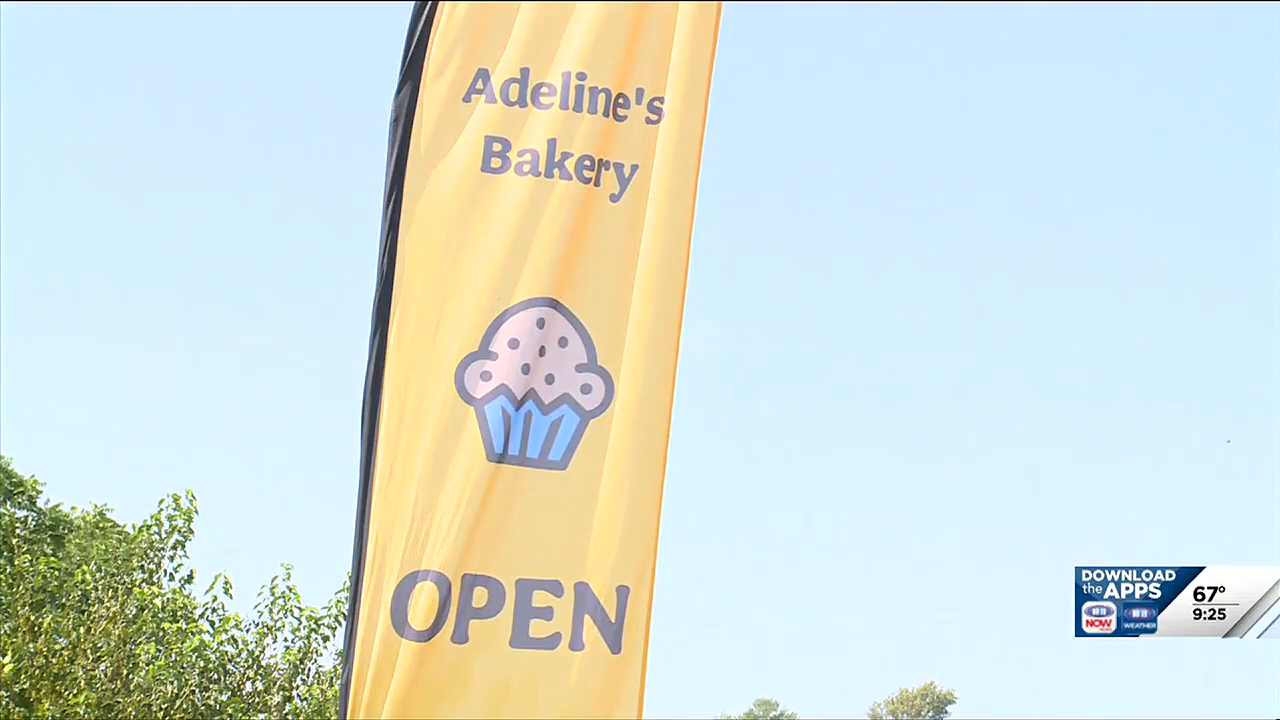 Adeline's
Bakery
OPEN
DOWNLOAD
the APPS
67°
NOW
WEATHER
9:25